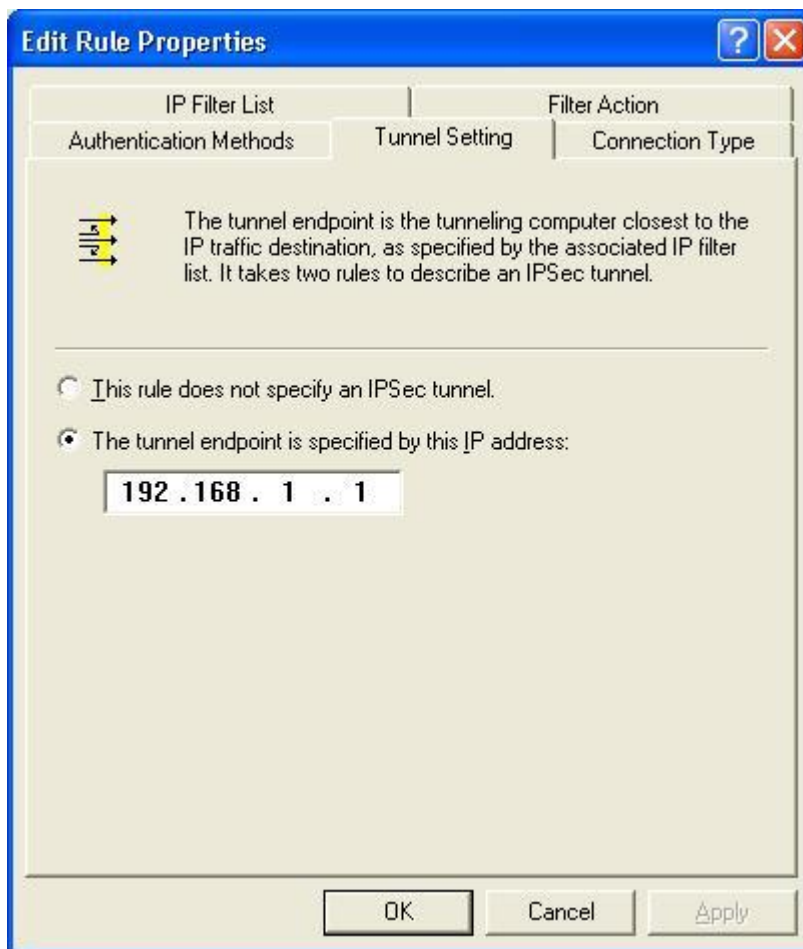 Edit Rule Properties
IP Filter List
Filter Action
Authentication Methods
Tunnel Setting
Connection Type
The tunnel endpoint is the tunneling computer closest to the
IP traffic destination, as specified by the associated IP filter
list. It takes two rules to describe an IPSec tunnel.
This rule does not specify an IPSec tunnel.
The tunnel endpoint is specified by this IP address:
192 . 168 . 1 . 1
OK
Cancel
Apply